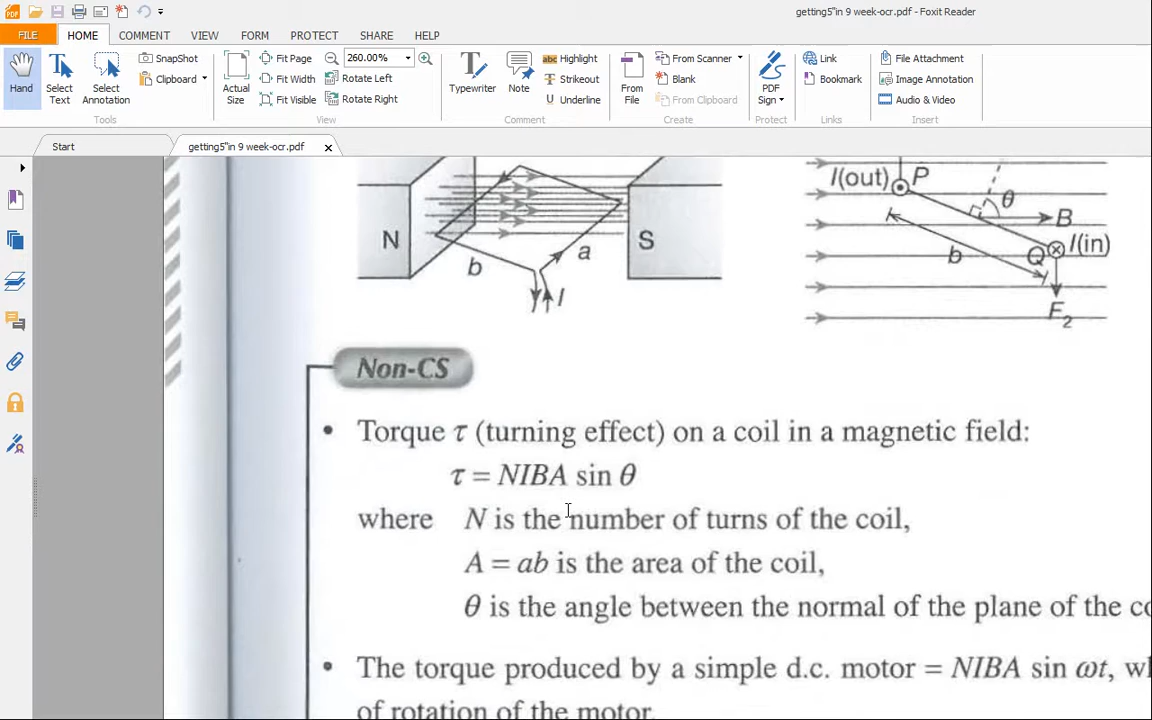 getting5"in 9 week-ocr.pdf - Foxit Reader
FILE HOME COMMENT VIEW FORM PROTECT SHARE HELP
Hand
Select Text
Select Annotation
SnapShot
Clipboard
Tools
Actual Size
Fit Page
Fit Width
Fit Visible
260.00%
Rotate Left
Rotate Right
View
Typewriter
Note
Highlight
Strikeout
Underline
Comment
From File
From Scanner
Blank
From Clipboard
Create
PDF Sign
Protect
Link
Bookmark
Links
File Attachment
Image Annotation
Audio & Video
Insert
Start
getting5"in 9 week-ocr.pdf
N
S
b
a
I
I(out)
P
θ
B
b
Q
I(in)
F₂
Non-CS
• Torque τ (turning effect) on a coil in a magnetic field:
τ = NIBA sin θ
where N is the number of turns of the coil,
A = ab is the area of the coil,
θ is the angle between the normal of the plane of the
• The torque produced by a simple d.c. motor = NIBA sin ωt,
of rotation of the motor.